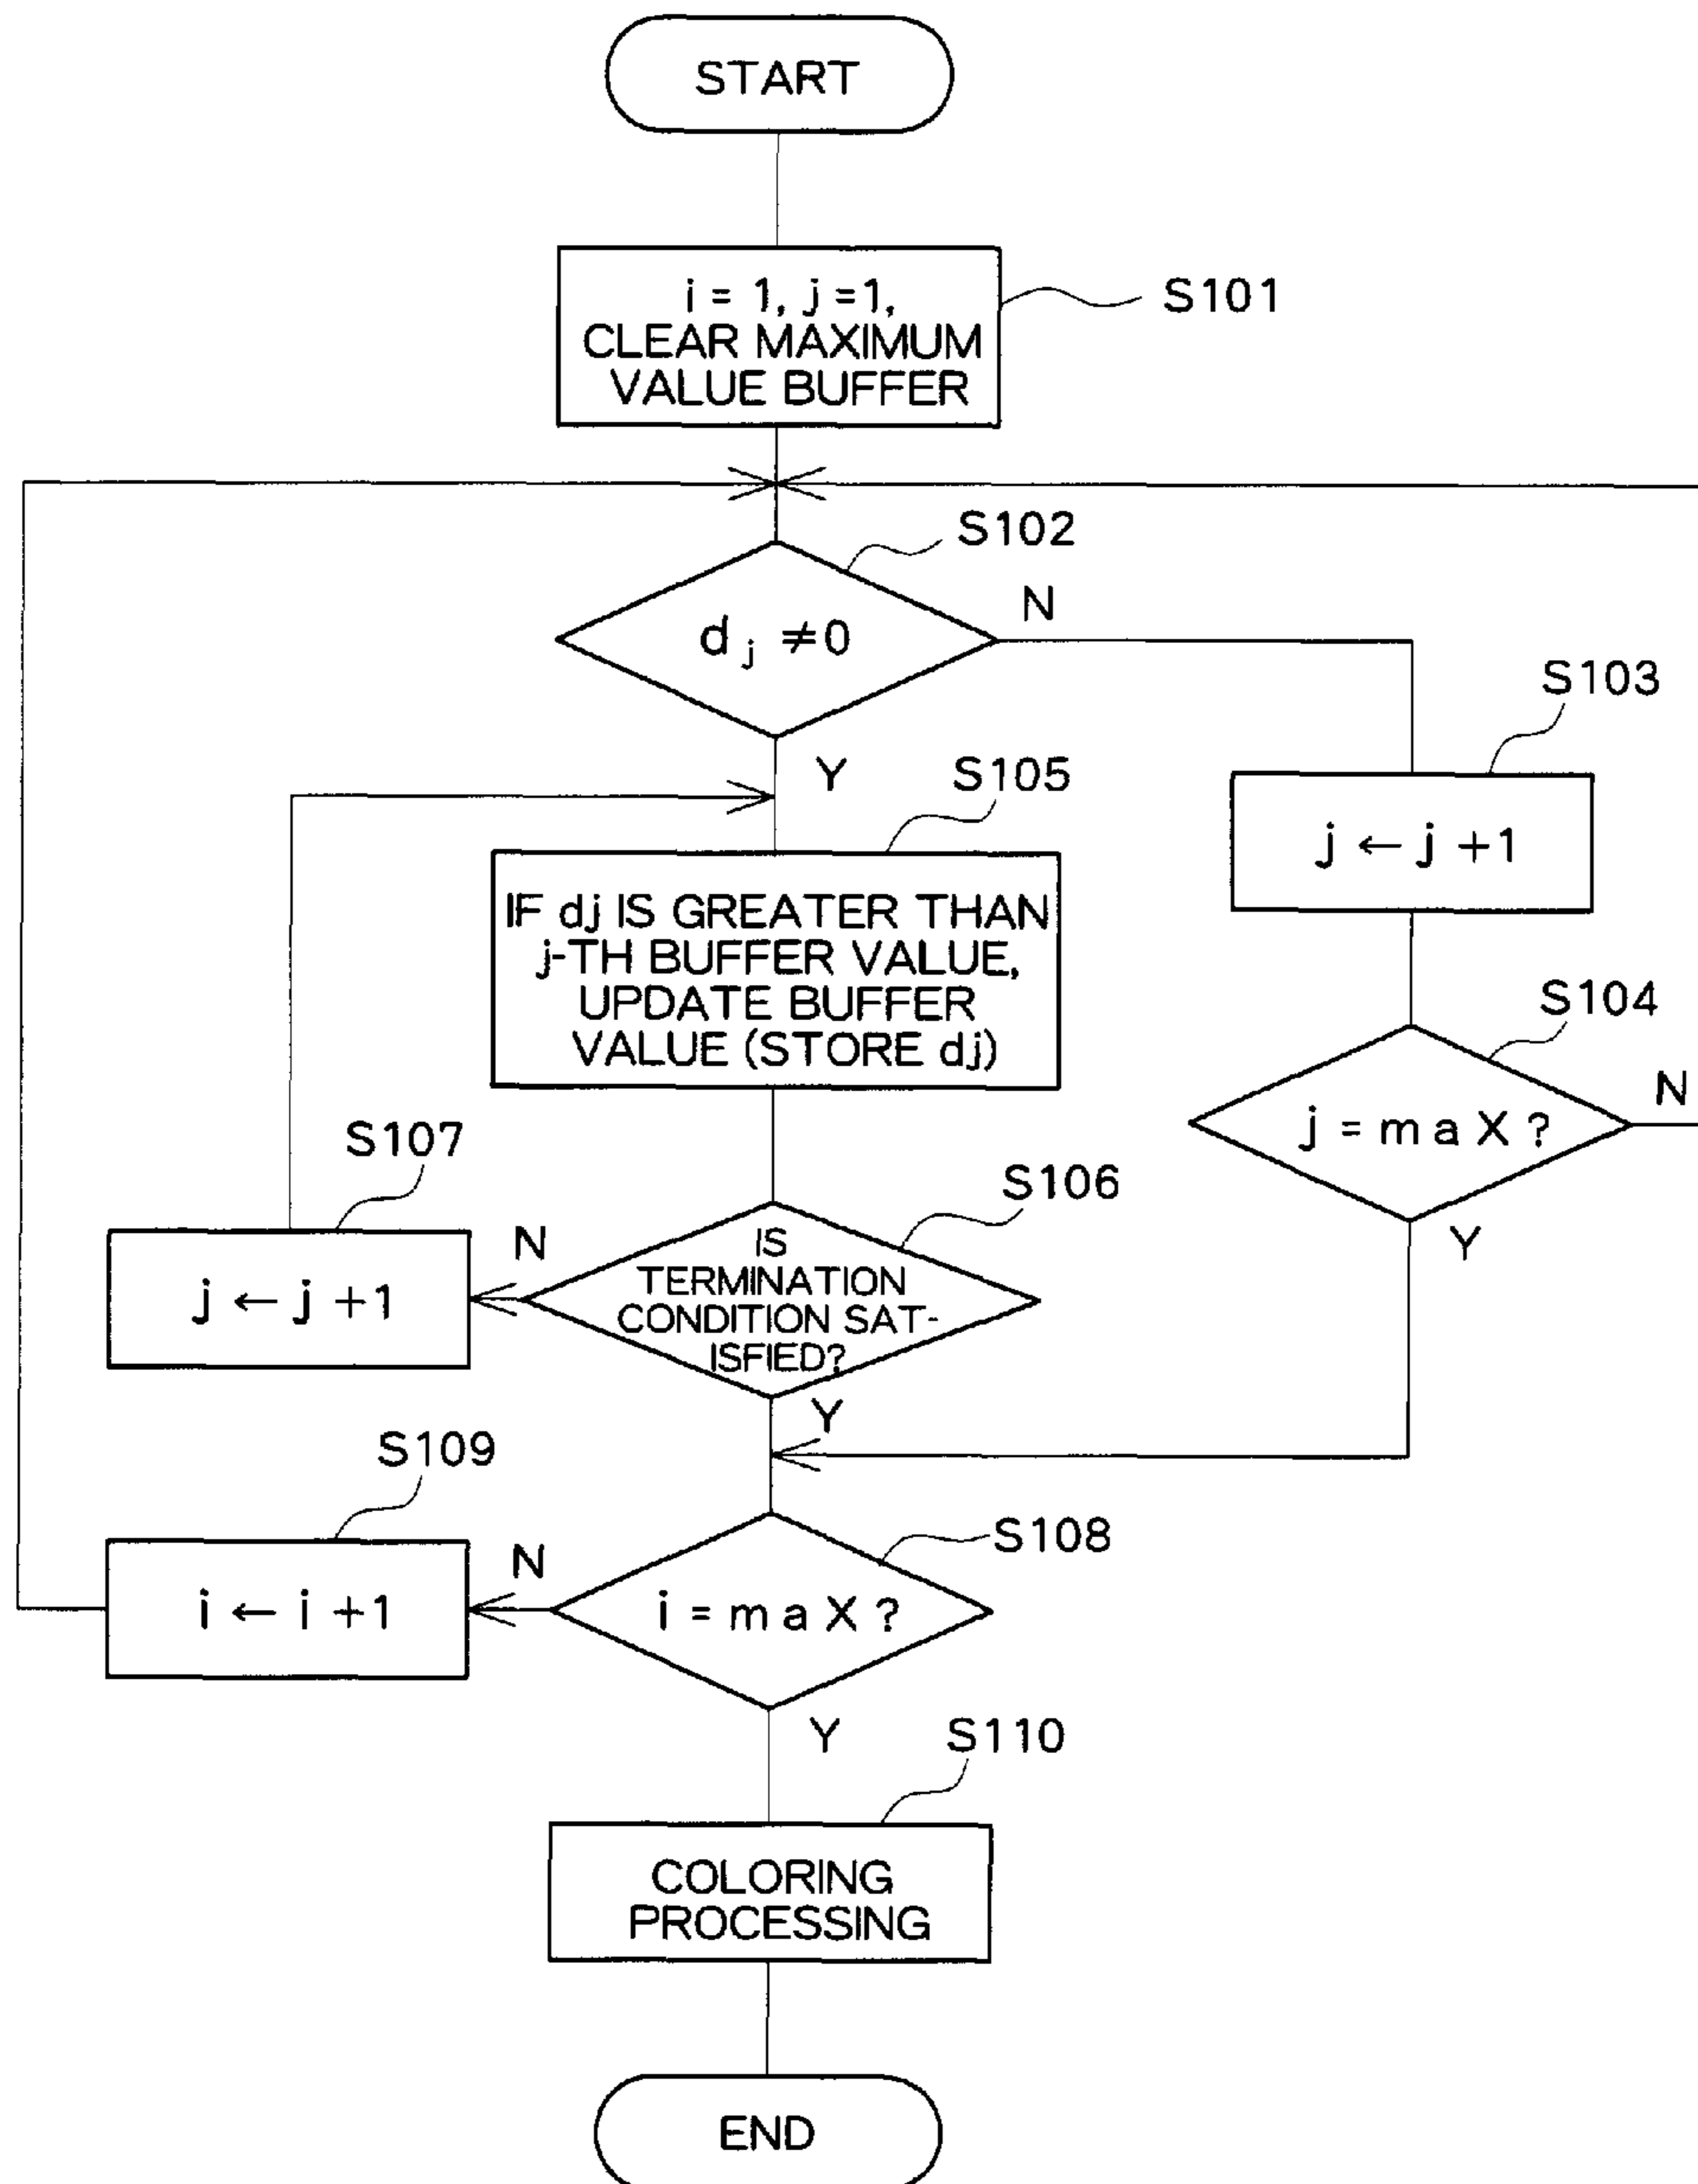 START
i = 1, j =1,
CLEAR MAXIMUM
VALUE BUFFER
S101
S102
d j ≠0
N
Y
S103
j ← j +1
S104
j = m a X ?
N
Y
S105
IF dj IS GREATER THAN
j-TH BUFFER VALUE,
UPDATE BUFFER
VALUE (STORE dj)
S106
IS
TERMINATION
CONDITION SAT-
ISFIED?
N
Y
S107
j ← j +1
S108
i = m a X ?
N
Y
S109
i ← i +1
S110
COLORING
PROCESSING
END